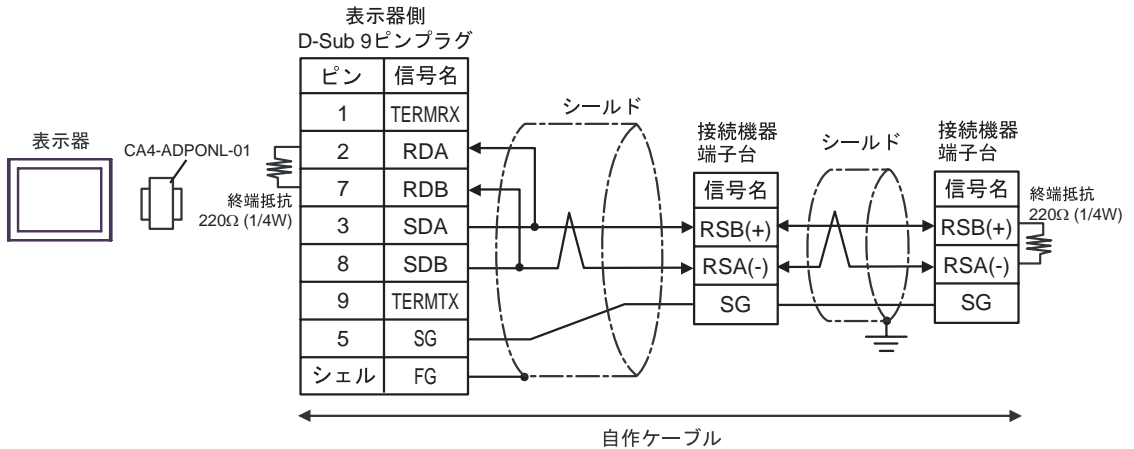 表示器側
D-Sub 9ピンプラグ
ピン 信号名
1 TERMRX
2 RDA
7 RDB
3 SDA
8 SDB
9 TERMTX
5 SG
シェル FG
表示器
CA4-ADPONL-01
終端抵抗
220Ω (1/4W)
シールド
接続機器
端子台
信号名
RSB(+)
RSA(-)
SG
シールド
接続機器
端子台
信号名
RSB(+)
RSA(-)
SG
終端抵抗
220Ω (1/4W)
自作ケーブル